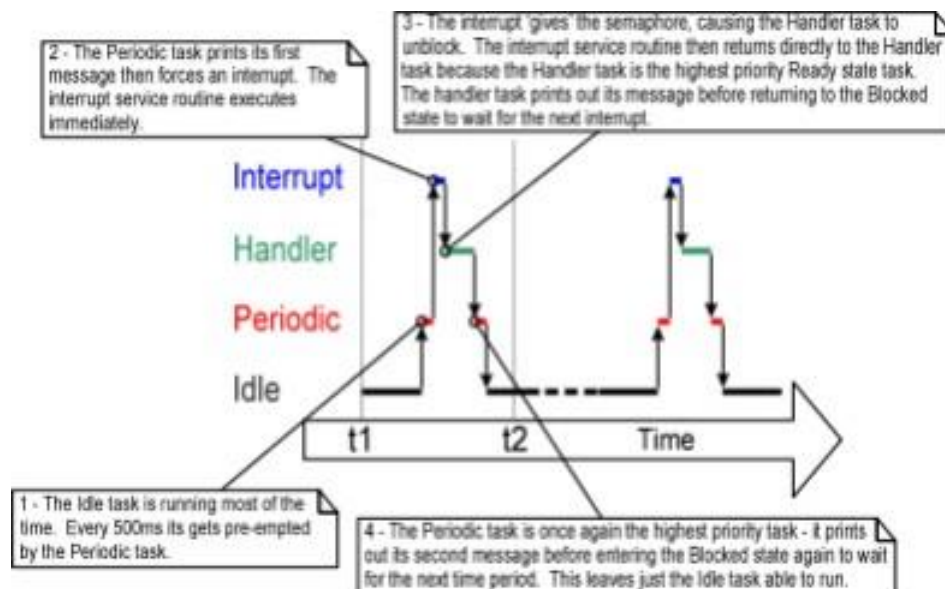 2 - The Periodic task prints its first
message then forces an interrupt. The
interrupt service routine executes
immediately.
3 - The interrupt 'gives' the semaphore, causing the Handler task to
unblock. The interrupt service routine then returns directly to the Handler
task because the Handler task is the highest priority Ready state task.
The handler task prints out its message before returning to the Blocked
state to wait for the next interrupt.
Interrupt
Handler
Periodic
Idle
t1
t2
Time
1 - The Idle task is running most of the
time. Every 500ms its gets pre-empted
by the Periodic task.
4 - The Periodic task is once again the highest priority task - it prints
out its second message before entering the Blocked state again to wait
for the next time period. This leaves just the Idle task able to run.